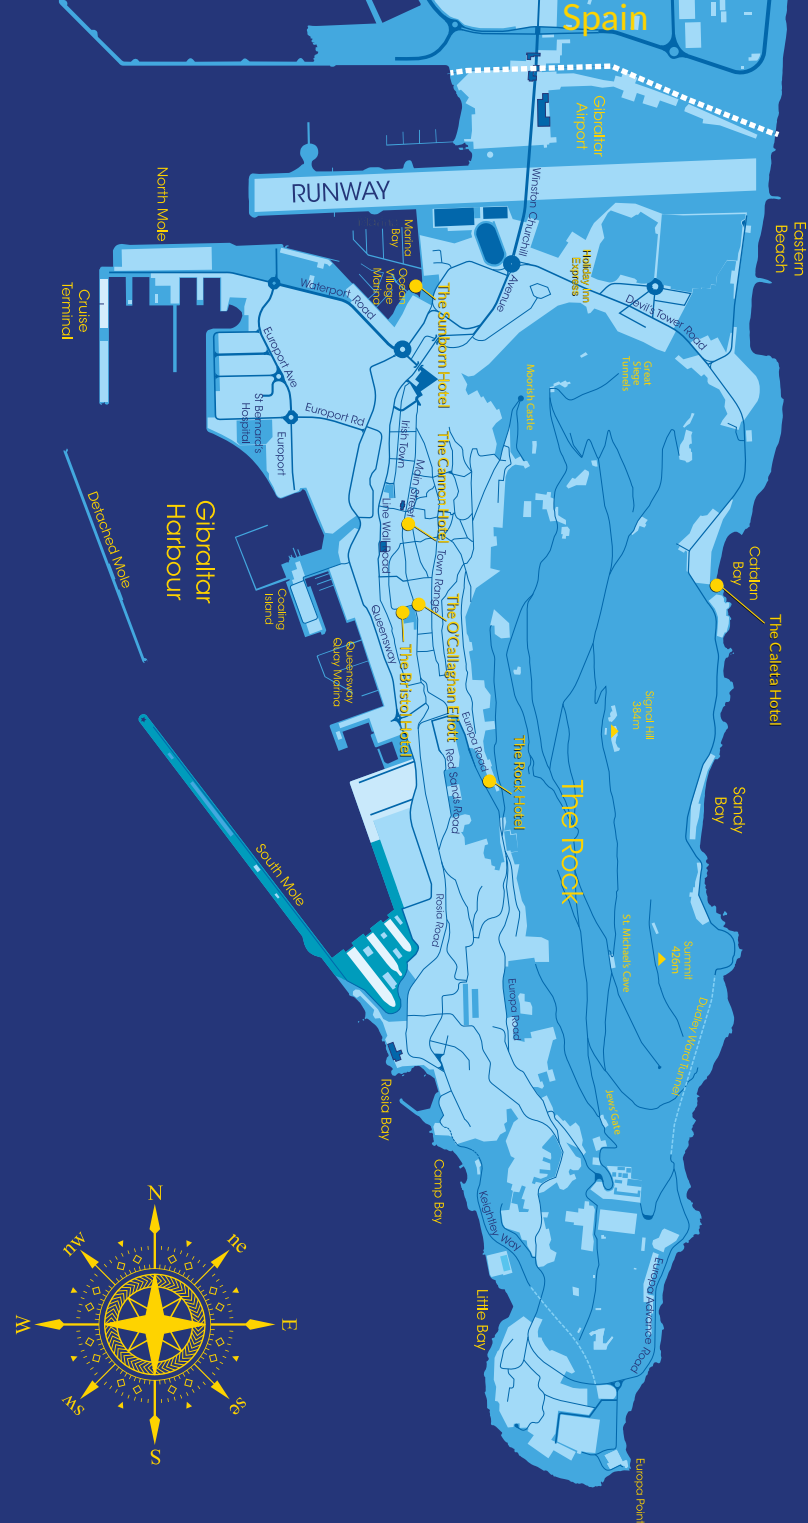 Spain
Gibraltar
Airport
Winston Churchill
Avenue
RUNWAY
North Mole
Eastern
Beach
Marina
Bay
Ocean
Village
Marina
Holiday Inn
Express
Devil's Tower Road
Cruise
Terminal
Waterport Road
The Sunborn Hotel
Europort Ave
Great
Siege
Tunnels
Moorish Castle
St Bernard's
Hospital
Europort
Europort Rd
Irish Town
Main Street
The Cannon Hotel
Line Wall Road
Town Range
Detached Mole
Gibraltar
Harbour
Catalan
Bay
The Caleta Hotel
Coaling
Island
Queensway
Queensway
Quay Marina
The O'Callaghan Eliott
The Bristol Hotel
Signal Hill
384m
Europa Road
Red Sands Road
The Rock Hotel
The Rock
Sandy
Bay
South Mole
Rosia Road
St. Michael's Cave
Summit
426m
Europa Road
Dudley Ward Tunnel
Rosia Bay
Jews' Gate
Camp Bay
Keightley Way
Little Bay
Europa Advance Road
Europa Point
N
ne
E
se
S
sw
W
nw